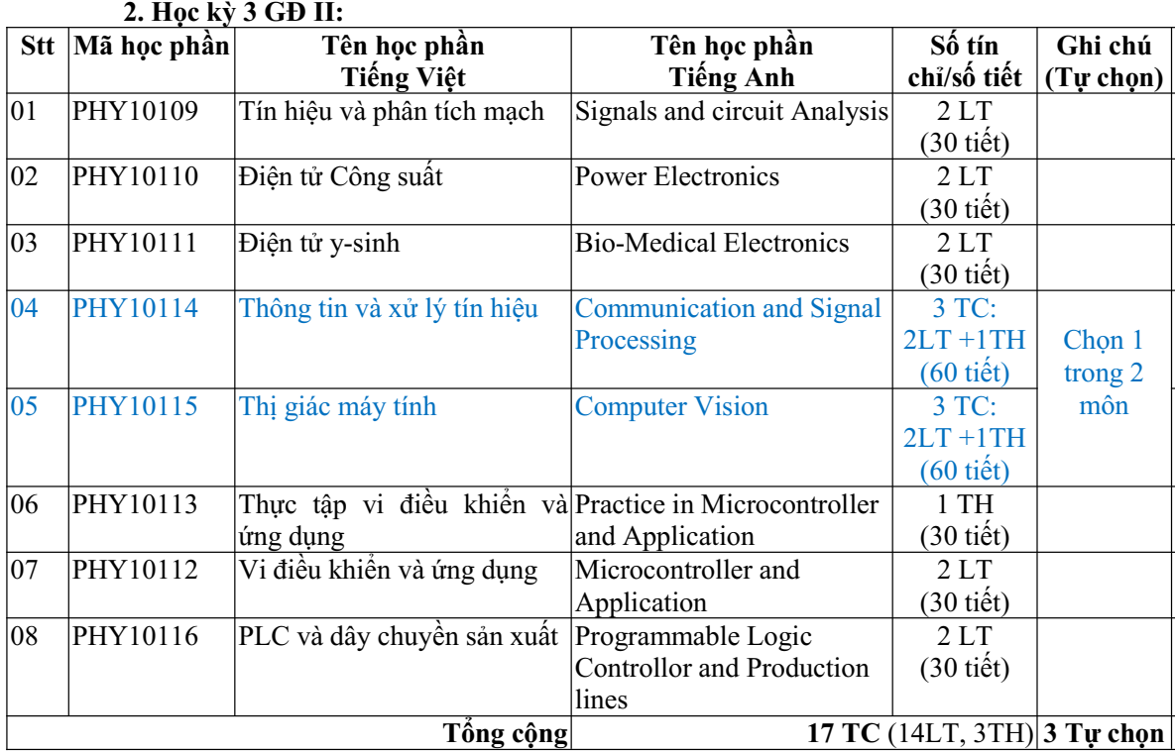 2. Học kỳ 3 GĐ II:
Stt Mã học phần Tên học phần Tiếng Việt Tên học phần Tiếng Anh Số tín chỉ/số tiết Ghi chú (Tự chọn)
01 PHY10109 Tín hiệu và phân tích mạch Signals and circuit Analysis 2 LT (30 tiết)
02 PHY10110 Điện tử Công suất Power Electronics 2 LT (30 tiết)
03 PHY10111 Điện tử y-sinh Bio-Medical Electronics 2 LT (30 tiết)
04 PHY10114 Thông tin và xử lý tín hiệu Communication and Signal Processing 3 TC: 2LT +1TH (60 tiết) Chọn 1 trong 2 môn
05 PHY10115 Thị giác máy tính Computer Vision 3 TC: 2LT +1TH (60 tiết)
06 PHY10113 Thực tập vi điều khiển và ứng dụng Practice in Microcontroller and Application 1 TH (30 tiết)
07 PHY10112 Vi điều khiển và ứng dụng Microcontroller and Application 2 LT (30 tiết)
08 PHY10116 PLC và dây chuyền sản xuất Programmable Logic Controllor and Production lines 2 LT (30 tiết)
Tổng cộng 17 TC (14LT, 3TH) 3 Tự chọn